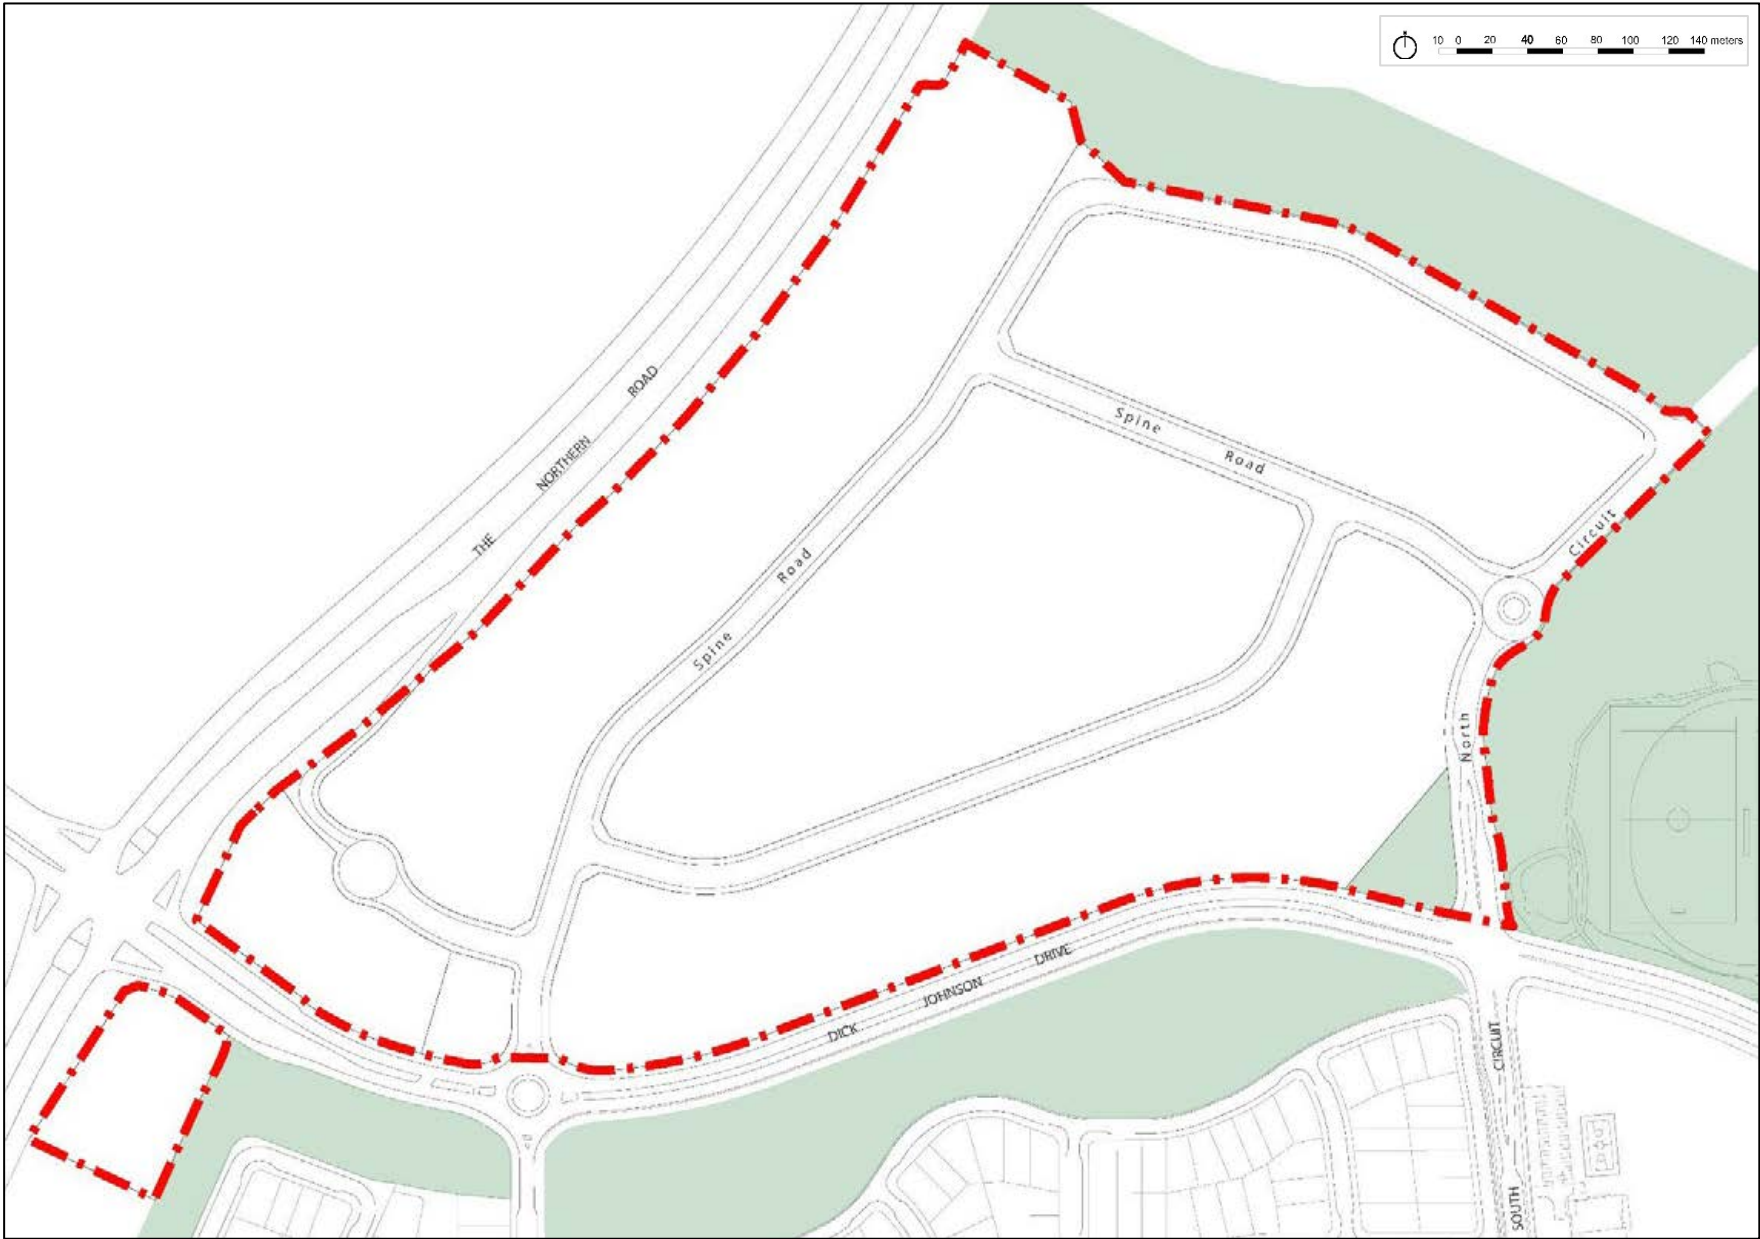 10 0 20 40 60 80 100 120 140 meters
ROAD
NORTHERN
THE
Spine
Road
Circuit
Road
Spine
North
DRIVE
JOHNSON
DICK
CIRCUIT
SOUTH